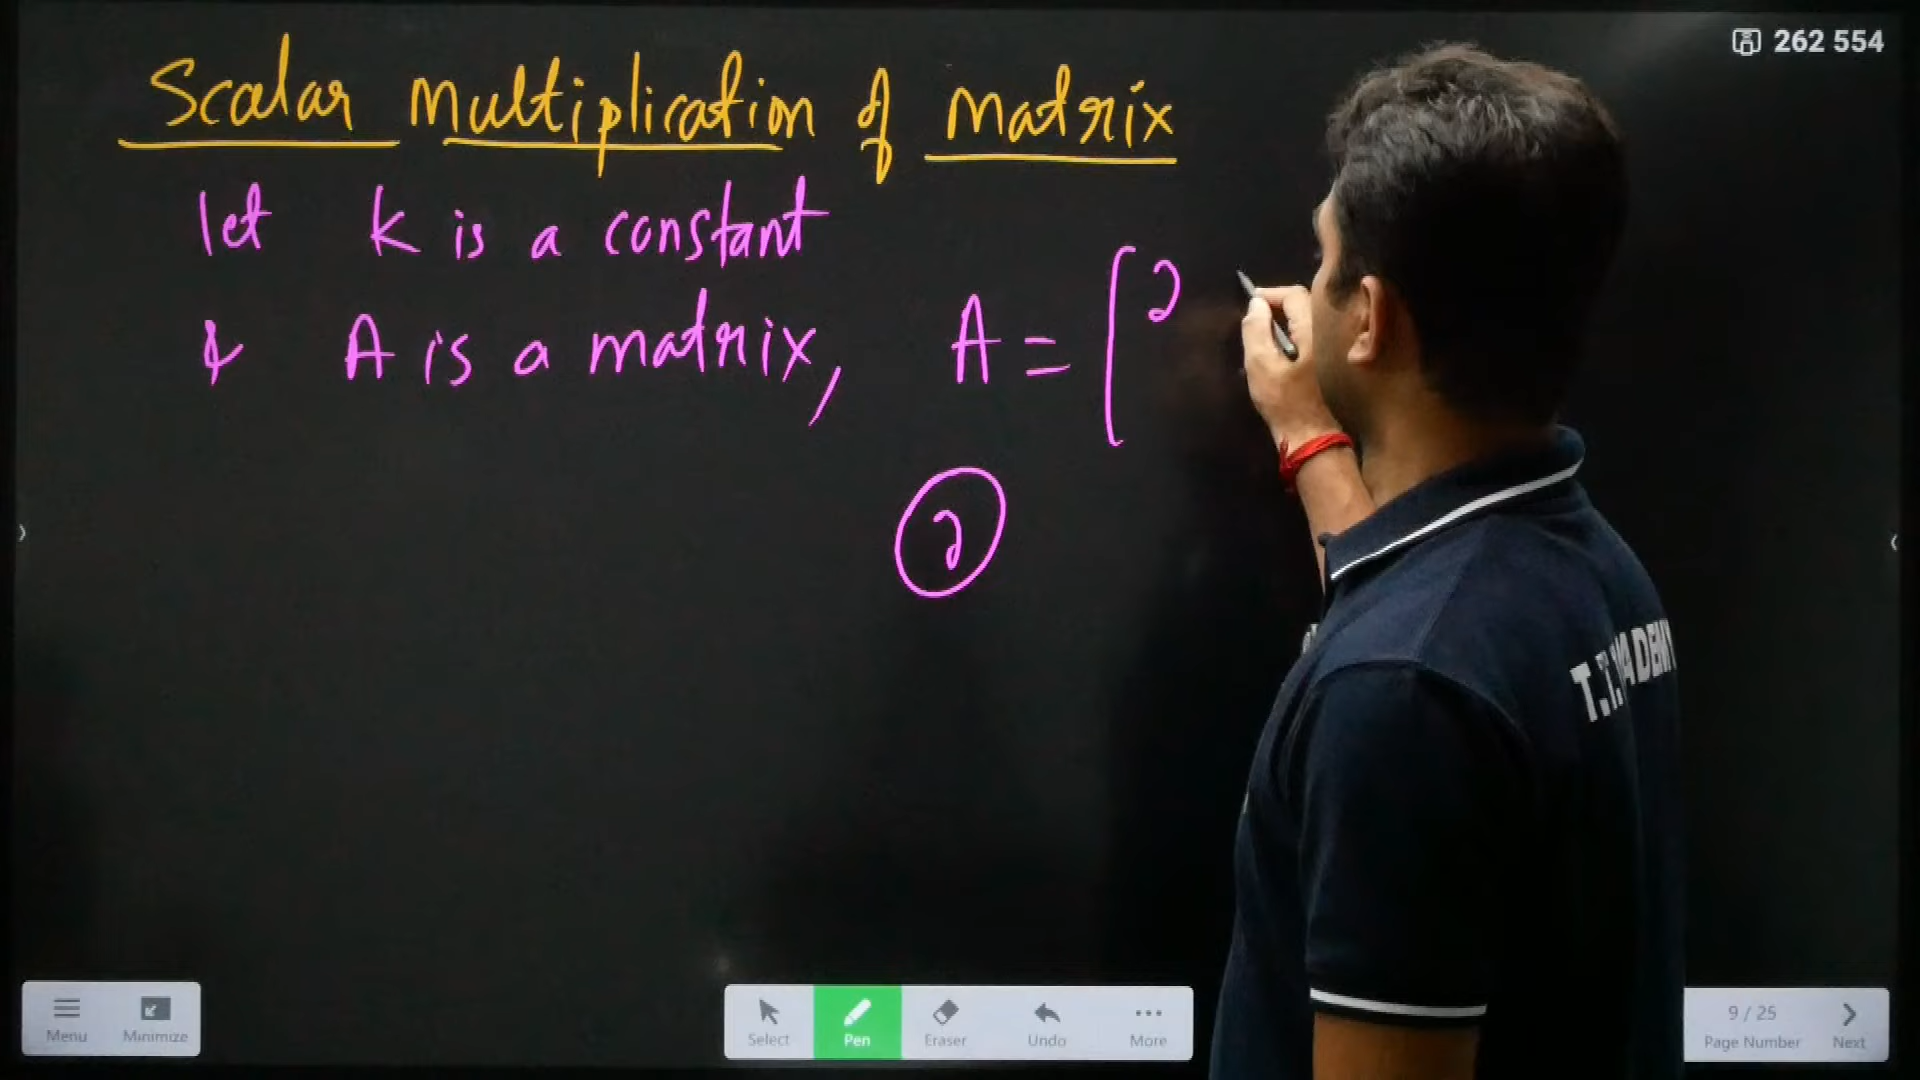 262 554
Scalar Multiplication of Matrix
let k is a constant
& A is a matrix, A = [ 2
2
Menu Minimize
Select Pen Eraser Undo More
9 / 25
Page Number Next